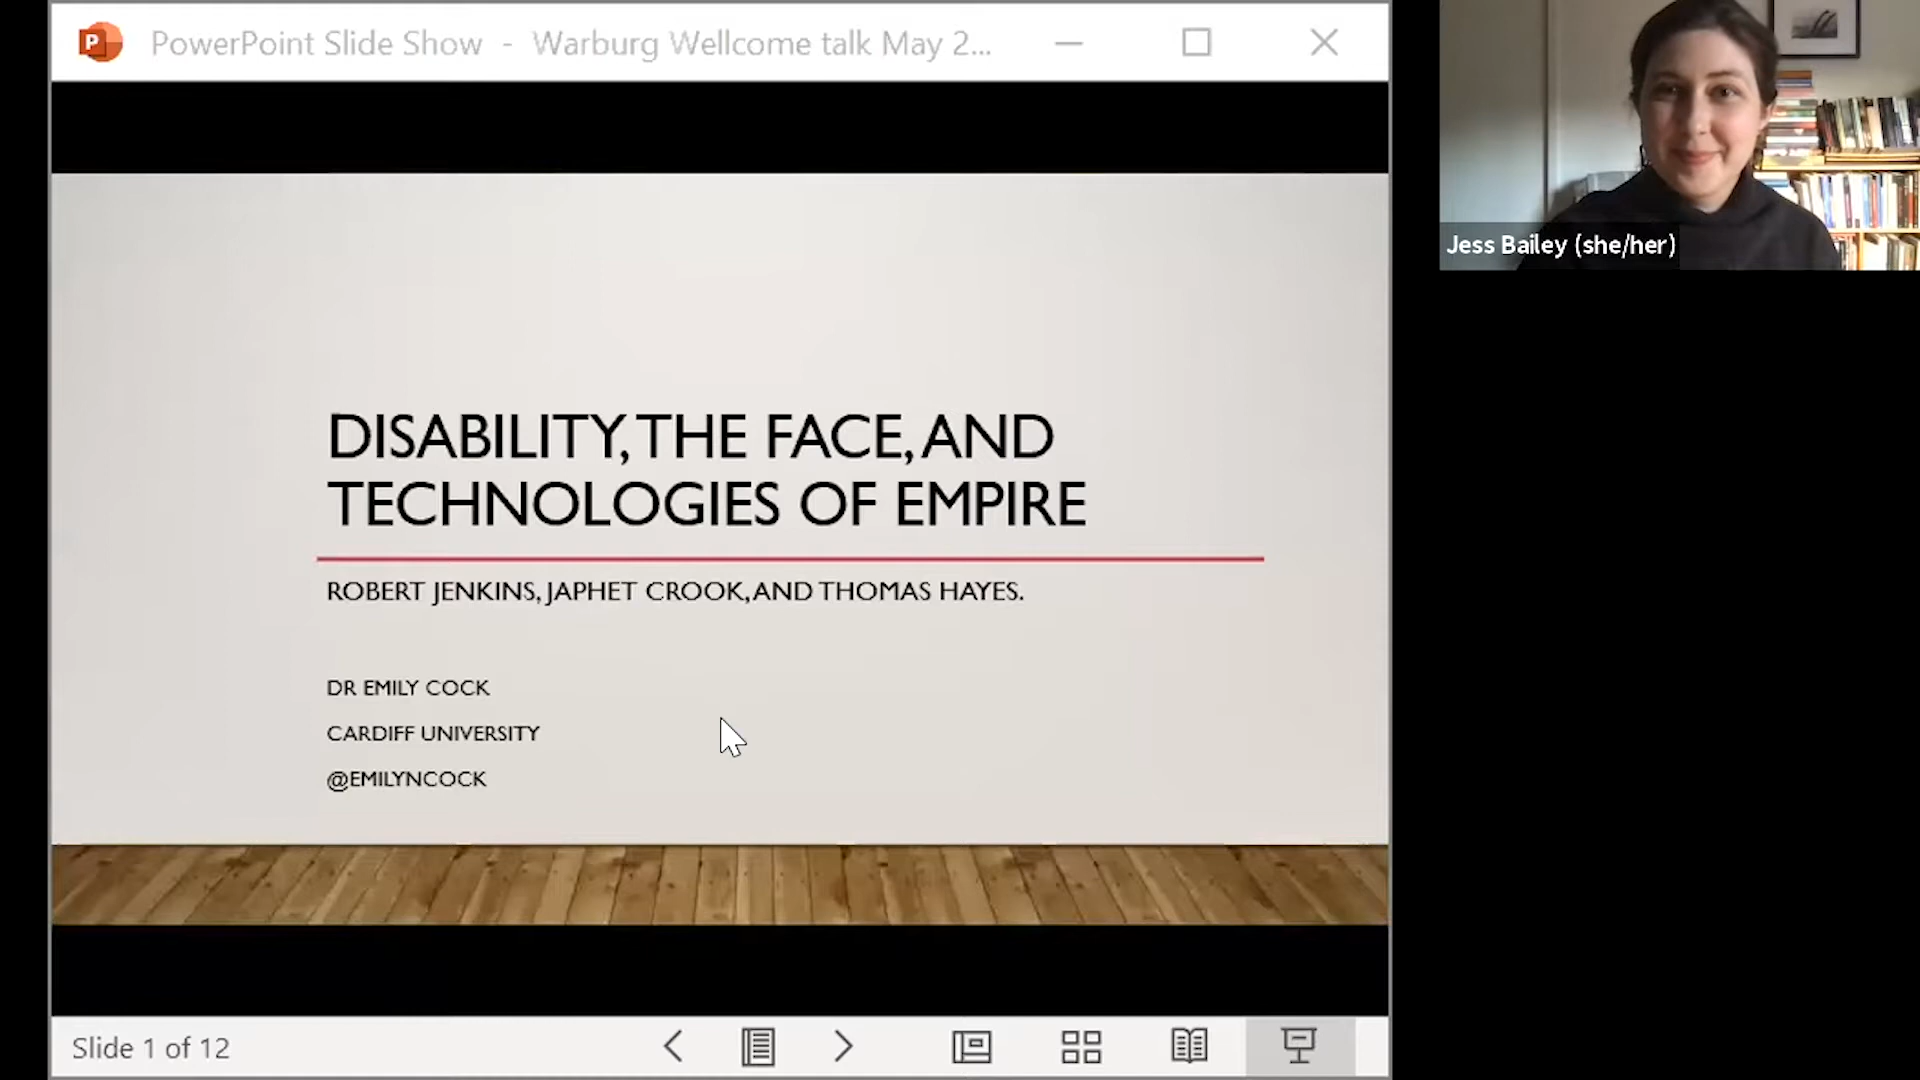 PowerPoint Slide Show - Warburg Wellcome talk May 2...
Jess Bailey (she/her)
DISABILITY, THE FACE, AND
TECHNOLOGIES OF EMPIRE
ROBERT JENKINS, JAPHET CROOK, AND THOMAS HAYES.
DR EMILY COCK
CARDIFF UNIVERSITY
@EMILYNCOCK
Slide 1 of 12